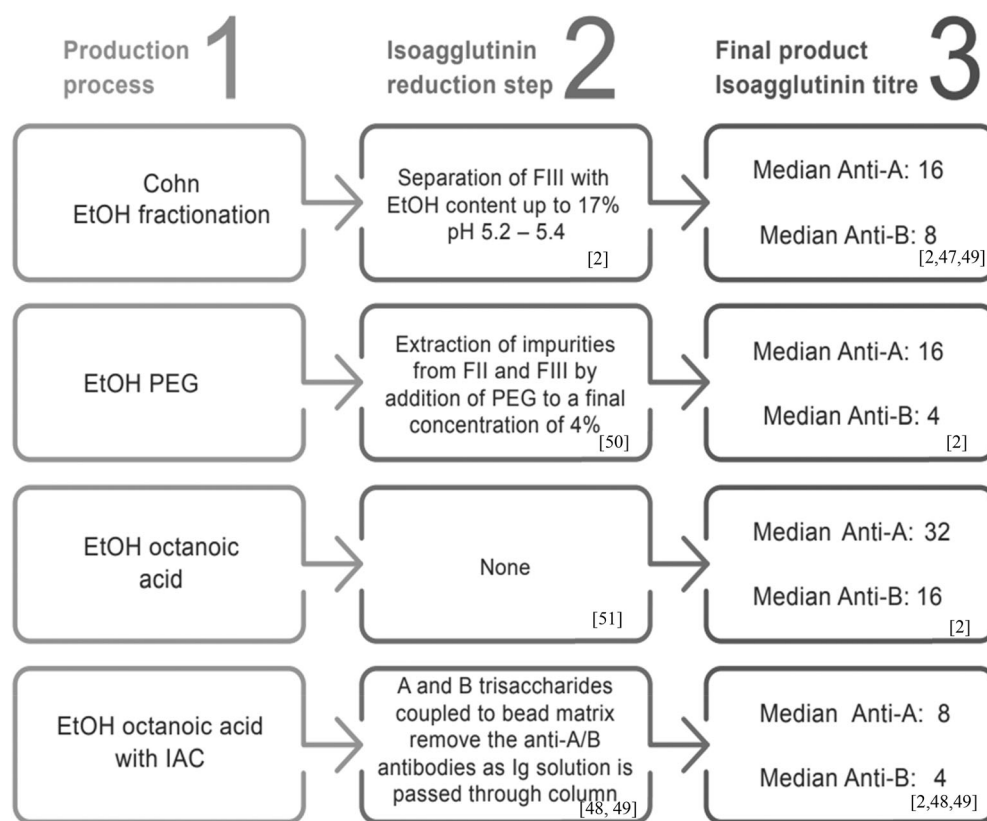 Production
process
1
Isoagglutinin
reduction step
2
Final product
Isoagglutinin titre
3
Cohn
EtOH fractionation
Separation of FIII with
EtOH content up to 17%
pH 5.2 – 5.4
[2]
Median Anti-A: 16
Median Anti-B: 8
[2,47,49]
EtOH PEG
Extraction of impurities
from FII and FIII by
addition of PEG to a final
concentration of 4%
[50]
Median Anti-A: 16
Median Anti-B: 4
[2]
EtOH octanoic
acid
None
[51]
Median Anti-A: 32
Median Anti-B: 16
[2]
EtOH octanoic acid
with IAC
A and B trisaccharides
coupled to bead matrix
remove the anti-A/B
antibodies as Ig solution is
passed through column
[48, 49]
Median Anti-A: 8
Median Anti-B: 4
[2,48,49]